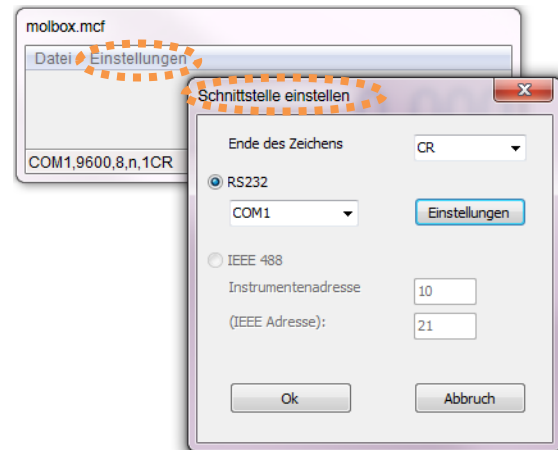 molbox.mcf
Datei Einstellungen
COM1,9600,8,n,1CR
Schnittstelle einstellen
Ende des Zeichens CR
RS232
COM1 Einstellungen
IEEE 488
Instrumentenadresse 10
(IEEE Adresse): 21
Ok Abbruch